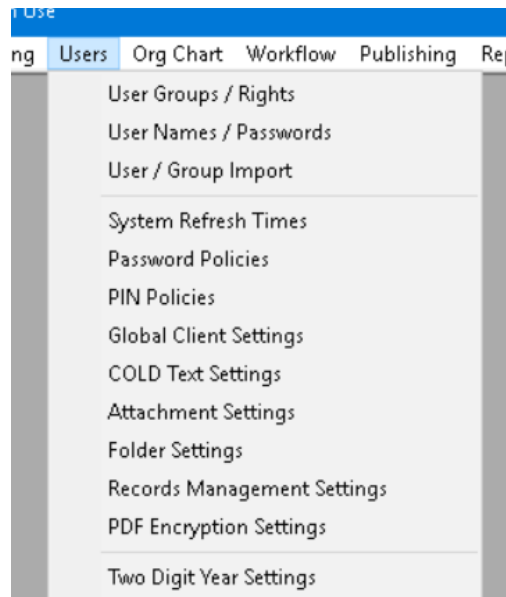 Use
ng Users Org Chart Workflow Publishing Rep
User Groups / Rights
User Names / Passwords
User / Group Import
System Refresh Times
Password Policies
PIN Policies
Global Client Settings
COLD Text Settings
Attachment Settings
Folder Settings
Records Management Settings
PDF Encryption Settings
Two Digit Year Settings